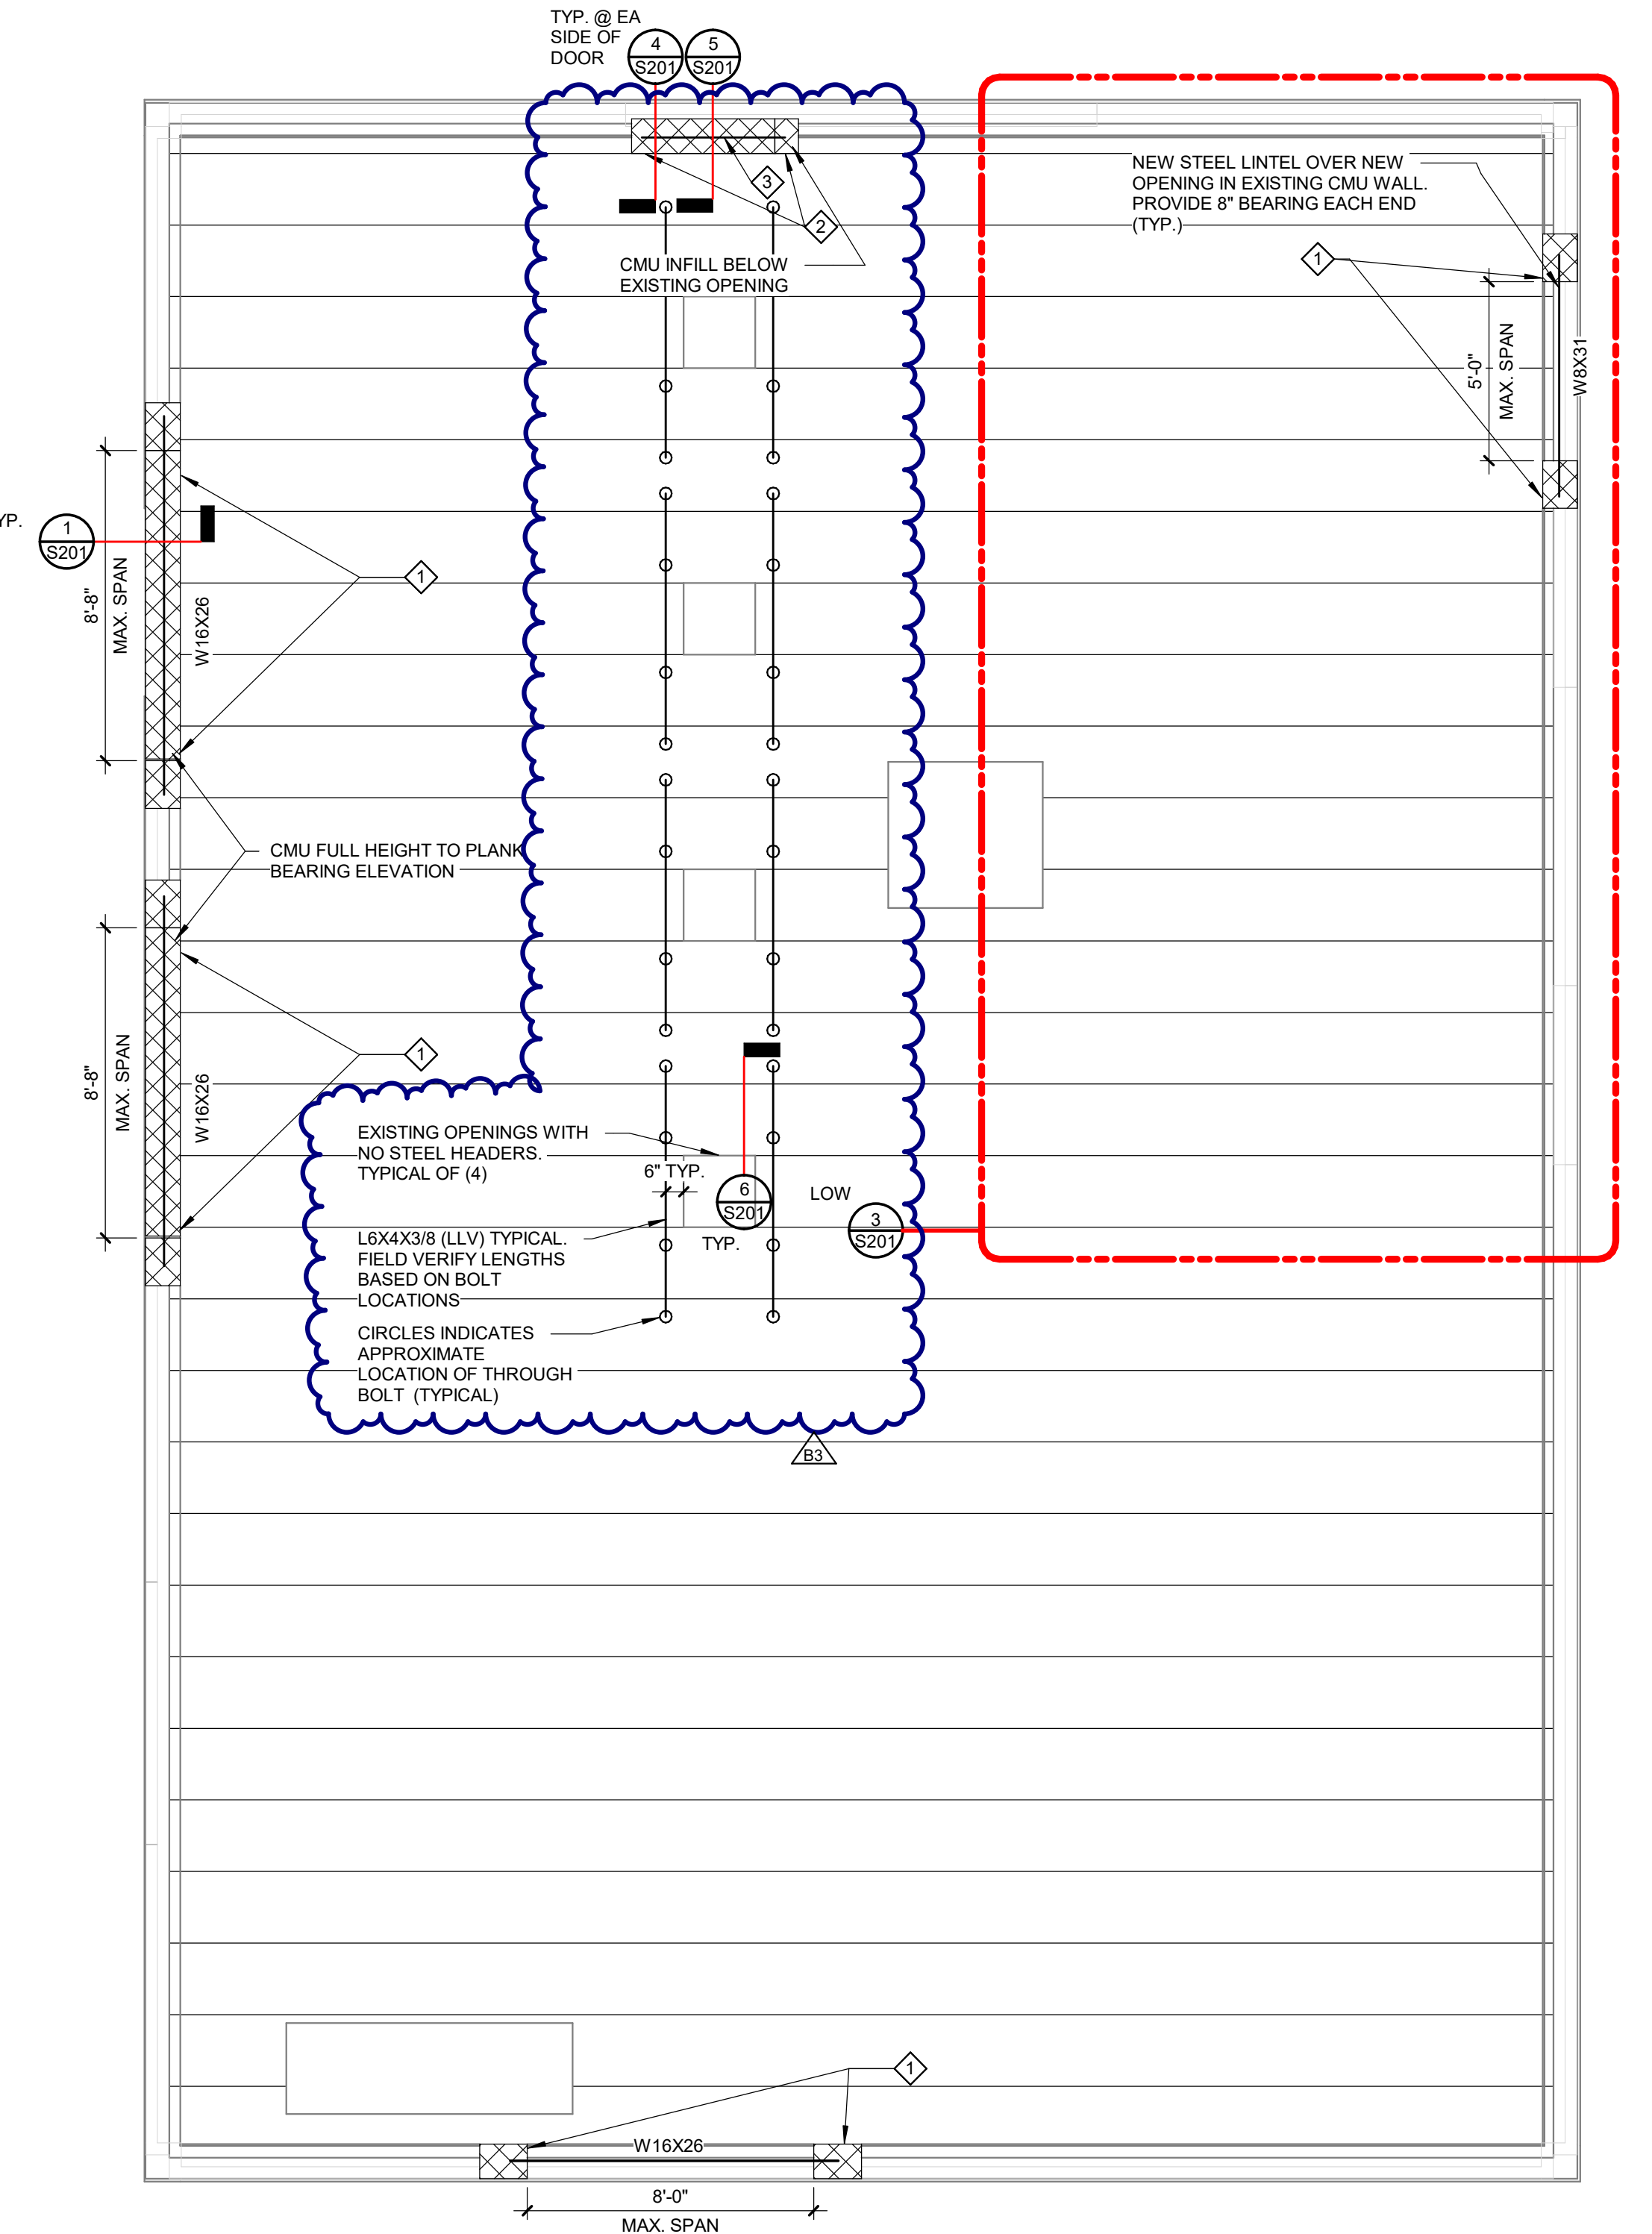 TYP. @ EA
SIDE OF
DOOR
4
S201
5
S201
3
2
CMU INFILL BELOW
EXISTING OPENING
NEW STEEL LINTEL OVER NEW
OPENING IN EXISTING CMU WALL.
PROVIDE 8" BEARING EACH END
(TYP.)
1
5'-0"
MAX. SPAN
W8X31
YP.
1
S201
8'-8"
MAX. SPAN
W16X26
1
CMU FULL HEIGHT TO PLANK
BEARING ELEVATION
8'-8"
MAX. SPAN
W16X26
1
EXISTING OPENINGS WITH
NO STEEL HEADERS.
TYPICAL OF (4)
6" TYP.
6
S201
TYP.
LOW
3
S201
L6X4X3/8 (LLV) TYPICAL.
FIELD VERIFY LENGTHS
BASED ON BOLT
LOCATIONS
CIRCLES INDICATES
APPROXIMATE
LOCATION OF THROUGH
BOLT (TYPICAL)
B3
1
W16X26
8'-0"
MAX. SPAN